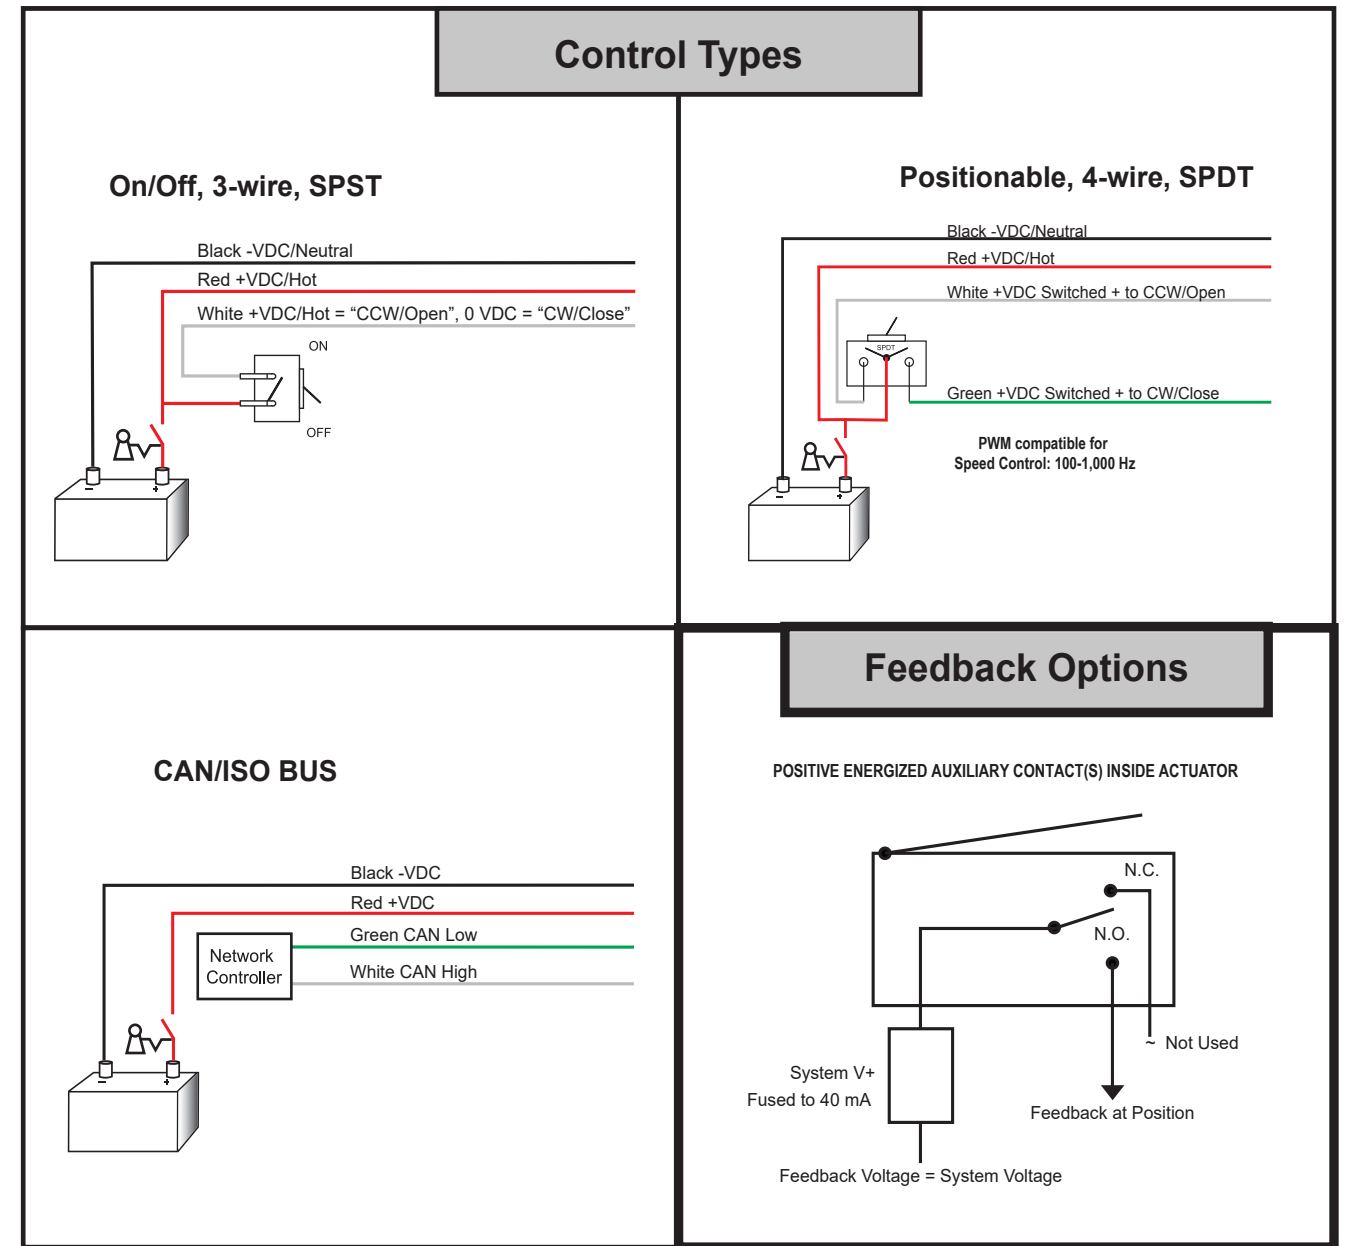 Control Types
On/Off, 3-wire, SPST
Black -VDC/Neutral
Red +VDC/Hot
White +VDC/Hot = “CCW/Open”, 0 VDC = “CW/Close”
ON
OFF
-
+
Positionable, 4-wire, SPDT
Black -VDC/Neutral
Red +VDC/Hot
White +VDC Switched + to CCW/Open
SPDT
Green +VDC Switched + to CW/Close
PWM compatible for
Speed Control: 100-1,000 Hz
-
+
CAN/ISO BUS
Black -VDC
Red +VDC
Green CAN Low
White CAN High
Network
Controller
-
+
Feedback Options
POSITIVE ENERGIZED AUXILIARY CONTACT(S) INSIDE ACTUATOR
N.C.
N.O.
~ Not Used
System V+
Fused to 40 mA
Feedback at Position
Feedback Voltage = System Voltage